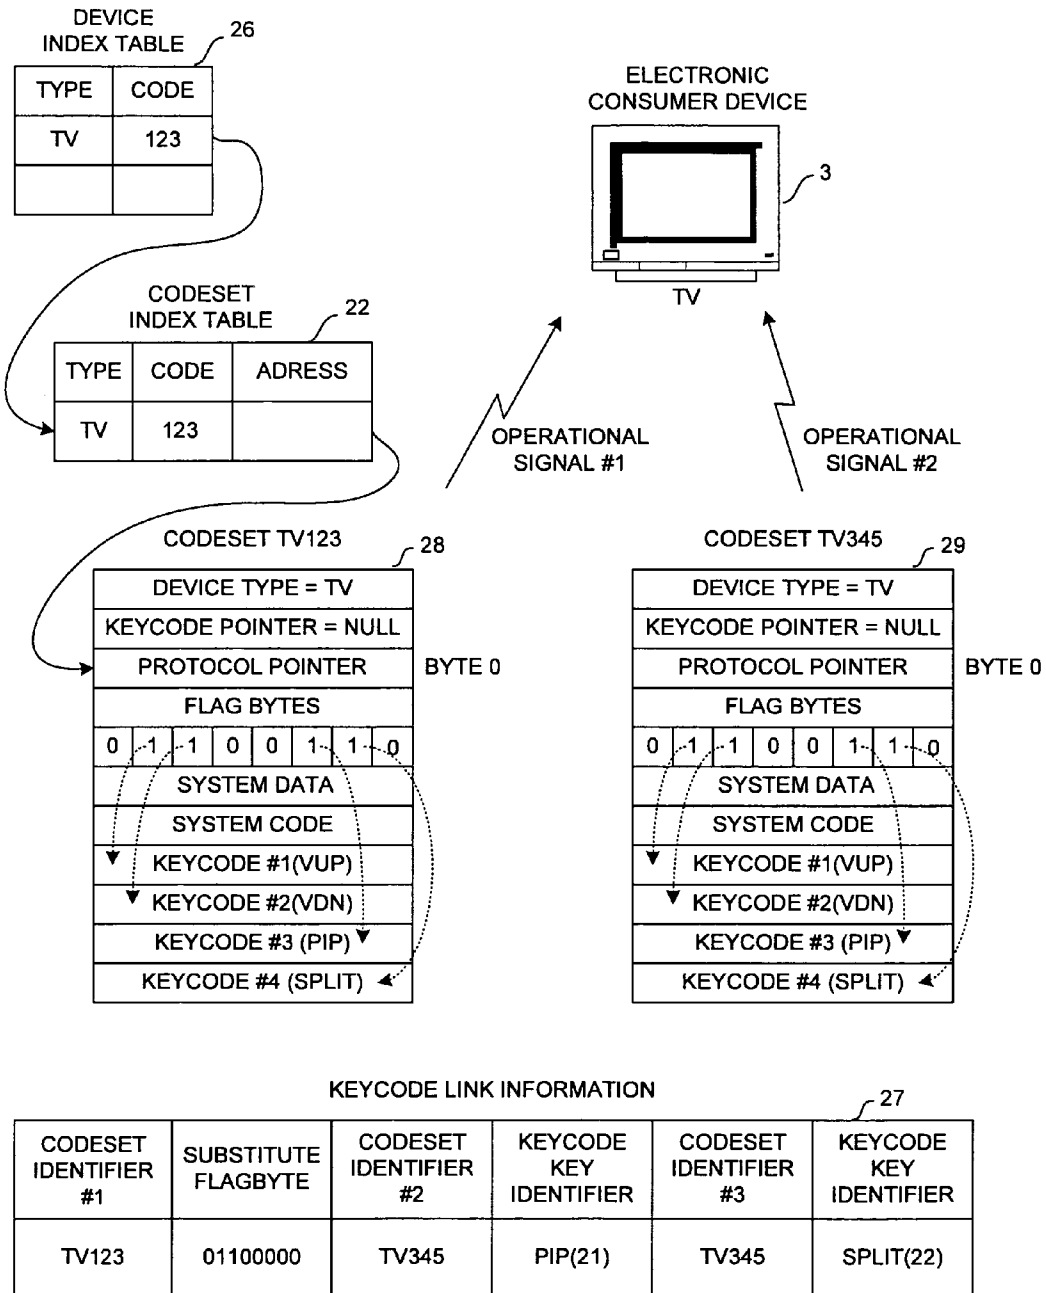 DEVICE
INDEX TABLE
26
TYPE CODE
TV 123
ELECTRONIC
CONSUMER DEVICE
3
TV
CODESET
INDEX TABLE
22
TYPE CODE ADRESS
TV 123
OPERATIONAL
SIGNAL #1
OPERATIONAL
SIGNAL #2
CODESET TV123
28
DEVICE TYPE = TV
KEYCODE POINTER = NULL
PROTOCOL POINTER BYTE 0
FLAG BYTES
0 1 1 0 0 1 1 0
SYSTEM DATA
SYSTEM CODE
KEYCODE #1(VUP)
KEYCODE #2(VDN)
KEYCODE #3 (PIP)
KEYCODE #4 (SPLIT)
CODESET TV345
29
DEVICE TYPE = TV
KEYCODE POINTER = NULL
PROTOCOL POINTER BYTE 0
FLAG BYTES
0 1 1 0 0 1 1 0
SYSTEM DATA
SYSTEM CODE
KEYCODE #1(VUP)
KEYCODE #2(VDN)
KEYCODE #3 (PIP)
KEYCODE #4 (SPLIT)
KEYCODE LINK INFORMATION
27
CODESET
IDENTIFIER
#1
SUBSTITUTE
FLAGBYTE
CODESET
IDENTIFIER
#2
KEYCODE
KEY
IDENTIFIER
CODESET
IDENTIFIER
#3
KEYCODE
KEY
IDENTIFIER
TV123 01100000 TV345 PIP(21) TV345 SPLIT(22)